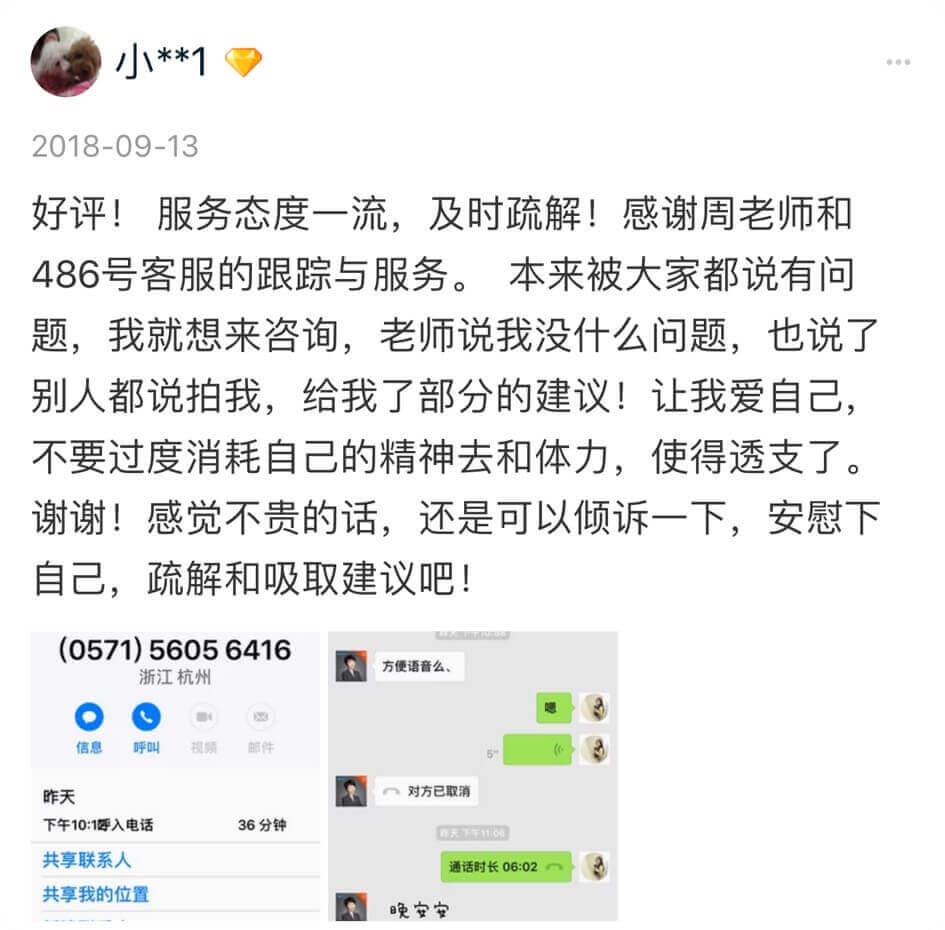 小**1
2018-09-13
好评！ 服务态度一流，及时疏解！感谢周老师和
486号客服的跟踪与服务。 本来被大家都说有问
题，我就想来咨询，老师说我没什么问题，也说了
别人都说拍我，给我了部分的建议！让我爱自己，
不要过度消耗自己的精神去和体力，使得透支了。
谢谢！感觉不贵的话，还是可以倾诉一下，安慰下
自己，疏解和吸取建议吧！
(0571) 5605 6416
浙江 杭州
信息 呼叫 视频 邮件
昨天
下午10:1 呼入电话 36 分钟
共享联系人
共享我的位置
方便语音么、
嗯
5"
对方已取消
昨天 下午11:06
通话时长 06:02
晚安安